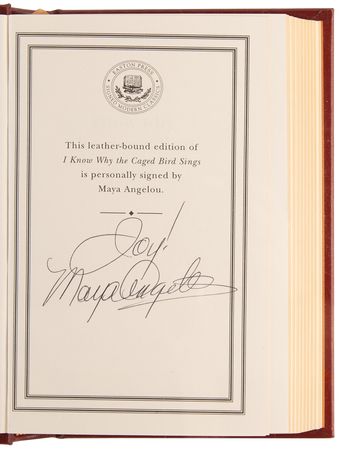 EASTON PRESS
SIGNED MODERN CLASSICS
This leather-bound edition of
I Know Why the Caged Bird Sings
is personally signed by
Maya Angelou.
Joy!
Maya Angelou